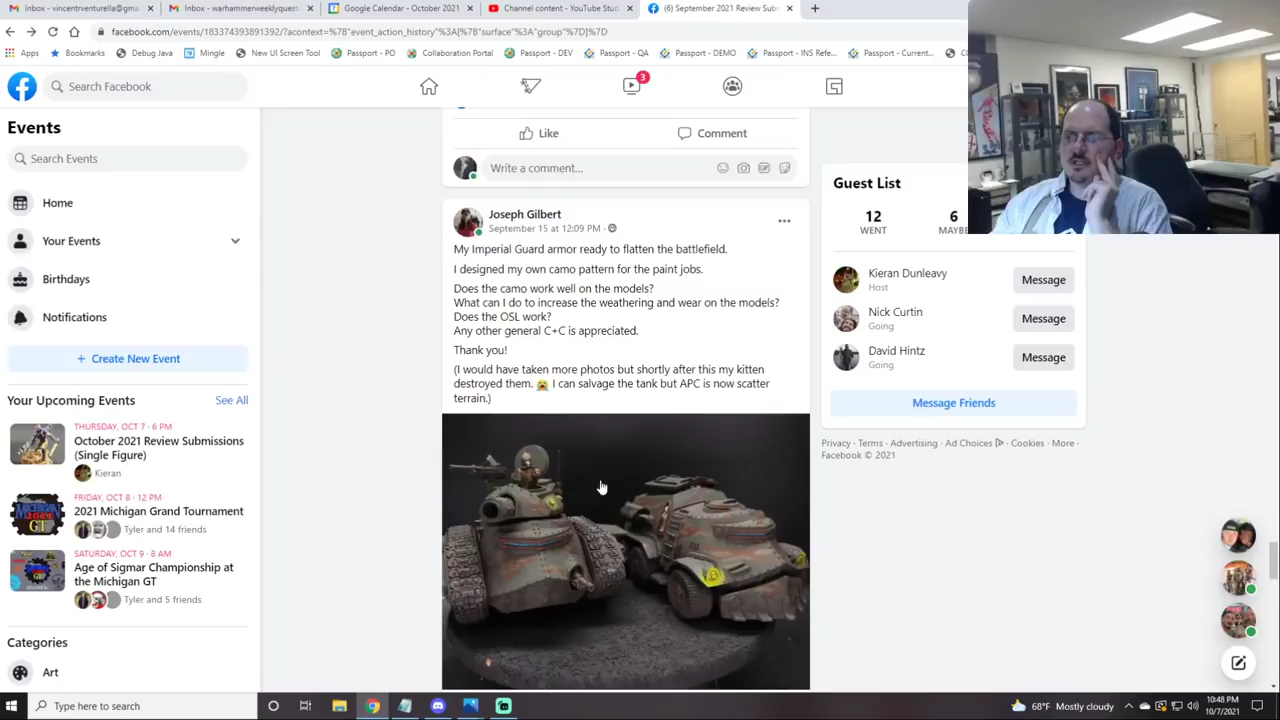 Inbox - vincentrventurella@gma
Inbox - warhammerweeklyquest
Google Calendar - October 2021
Channel content - YouTube Stud
(6) September 2021 Review Subm
facebook.com/events/183374393891392/?acontext=%7B"event_action_history"%3A[%7B"surface"%3A"group"%7D]%7D
Apps
Bookmarks
Debug Java
Mingle
New UI Screen Tool
Passport - PO
Collaboration Portal
Passport - DEV
Passport - QA
Passport - DEMO
Passport - INS Refe...
Passport - Current...
Search Facebook
3
Events
Search Events
Home
Your Events
Birthdays
Notifications
+ Create New Event
Your Upcoming Events
See All
THURSDAY, OCT 7 · 6 PM
October 2021 Review Submissions
(Single Figure)
Kieran
FRIDAY, OCT 8 · 12 PM
2021 Michigan Grand Tournament
Tyler and 14 friends
SATURDAY, OCT 9 · 8 AM
Age of Sigmar Championship at
the Michigan GT
Tyler and 5 friends
Categories
Art
Like
Comment
Write a comment...
Joseph Gilbert
September 15 at 12:09 PM ·
My Imperial Guard armor ready to flatten the battlefield.
I designed my own camo pattern for the paint jobs.
Does the camo work well on the models?
What can I do to increase the weathering and wear on the models?
Does the OSL work?
Any other general C+C is appreciated.
Thank you!
(I would have taken more photos but shortly after this my kitten
destroyed them. 😭 I can salvage the tank but APC is now scatter
terrain.)
Guest List
12
WENT
6
MAYBE
Kieran Dunleavy
Host
Message
Nick Curtin
Going
Message
David Hintz
Going
Message
Message Friends
Privacy · Terms · Advertising · Ad Choices · Cookies · More ·
Facebook © 2021
Type here to search
68°F Mostly cloudy
10:48 PM
10/7/2021